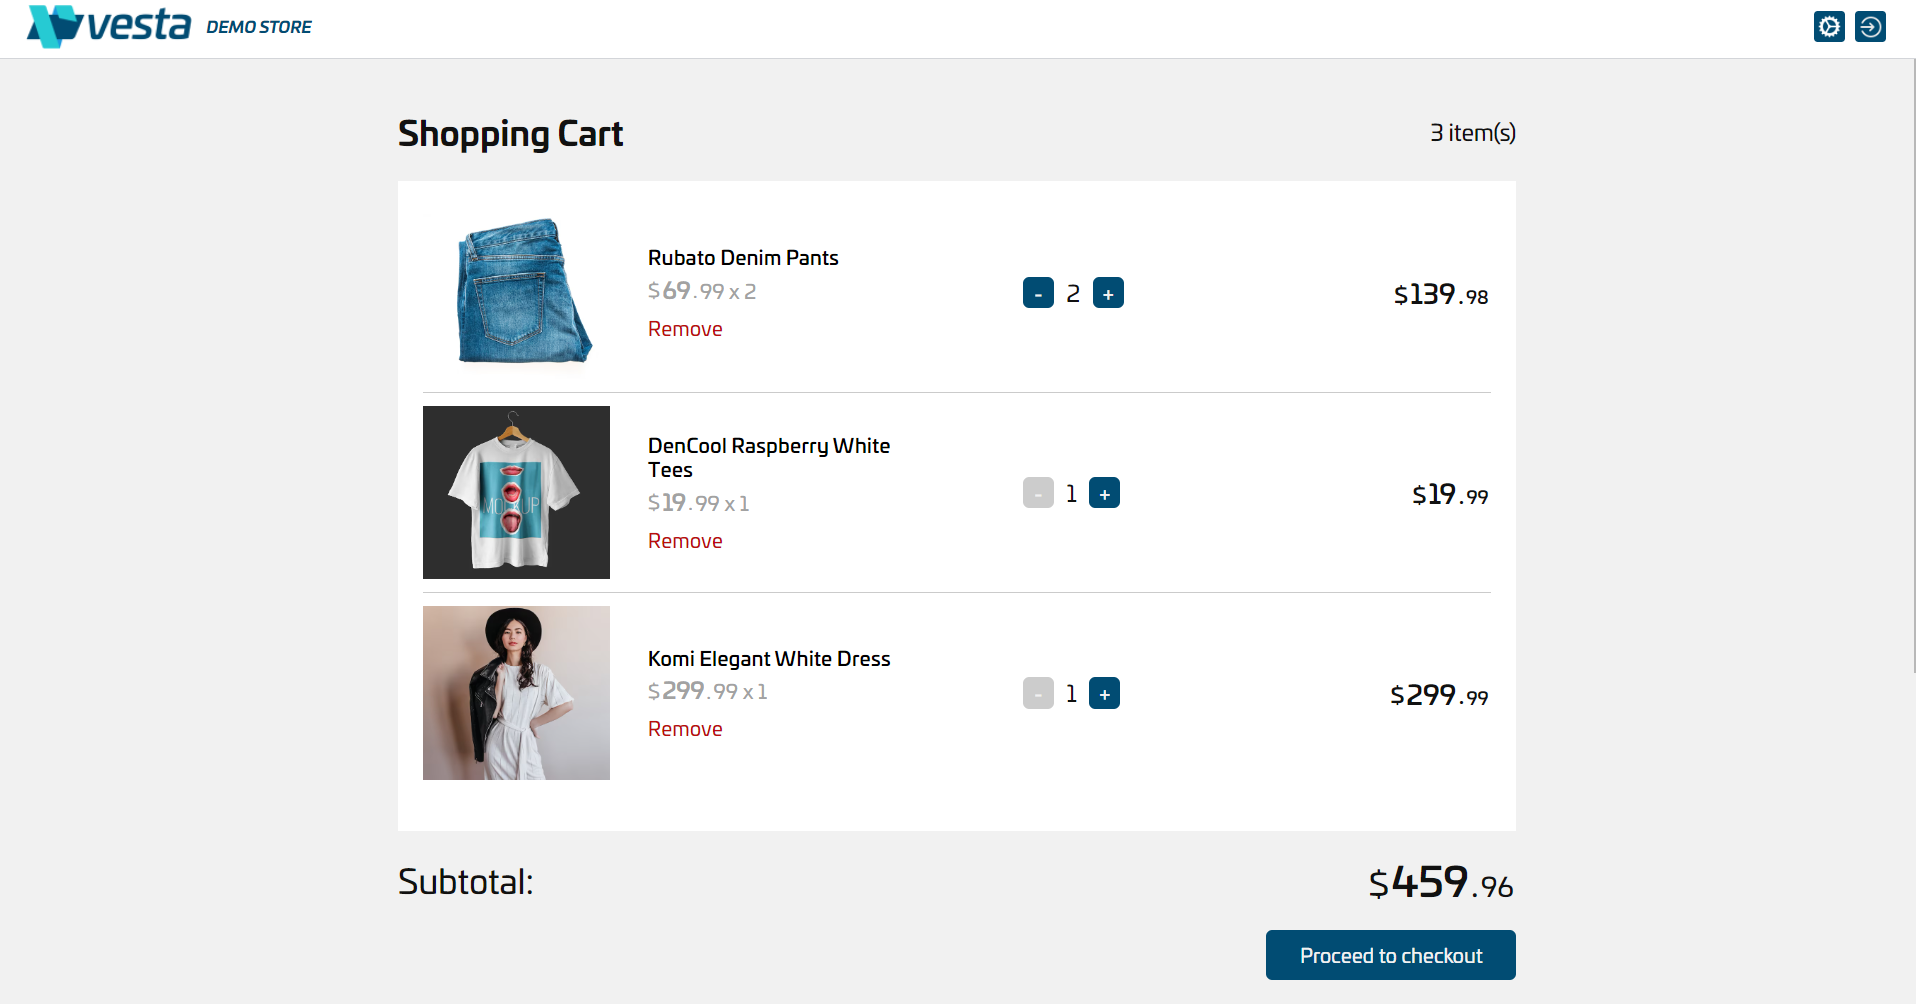 vesta DEMO STORE
Shopping Cart
3 item(s)
Rubato Denim Pants
$69.99 x 2
Remove
- 2 +
$139.98
DenCool Raspberry White
Tees
$19.99 x 1
Remove
- 1 +
$19.99
MOCKUP
Komi Elegant White Dress
$299.99 x 1
Remove
- 1 +
$299.99
Subtotal:
$459.96
Proceed to checkout